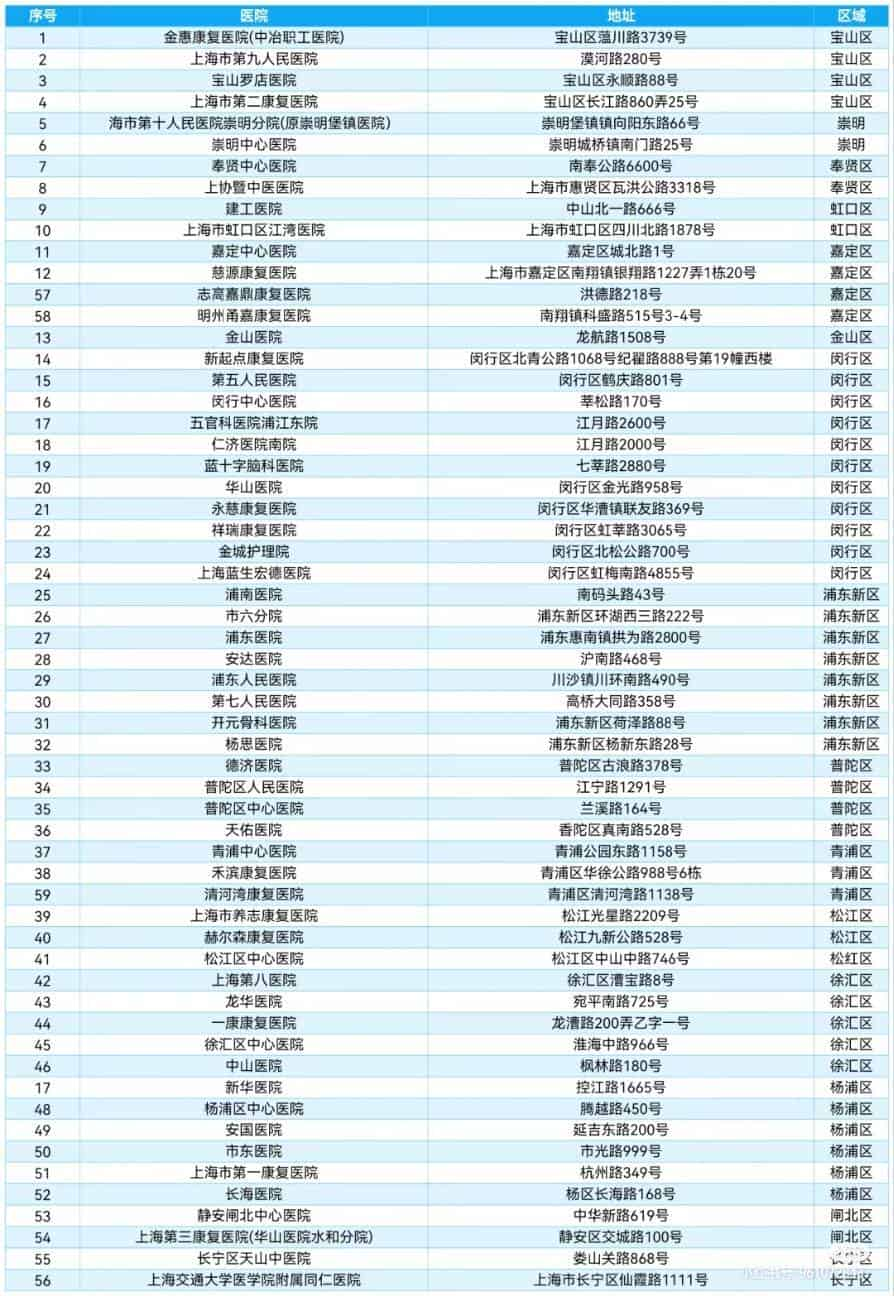 序号 医院 地址 区域
1 金惠康复医院(中冶职工医院) 宝山区蕰川路3739号 宝山区
2 上海市第九人民医院 漠河路280号 宝山区
3 宝山罗店医院 宝山区永顺路88号 宝山区
4 上海市第二康复医院 宝山区长江路860弄25号 宝山区
5 海市第十人民医院崇明分院(原崇明堡镇医院) 崇明堡镇镇向阳东路66号 崇明
6 崇明中心医院 崇明城桥镇南门路25号 崇明
7 奉贤中心医院 南奉公路6600号 奉贤区
8 上协暨中医医院 上海市惠贤区瓦洪公路3318号 奉贤区
9 建工医院 中山北一路666号 虹口区
10 上海市虹口区江湾医院 上海市虹口区四川北路1878号 虹口区
11 嘉定中心医院 嘉定区城北路1号 嘉定区
12 慈源康复医院 上海市嘉定区南翔镇银翔路1227弄1栋20号 嘉定区
57 志高嘉鼎康复医院 洪德路218号 嘉定区
58 明州甬嘉康复医院 南翔镇科盛路515号3-4号 嘉定区
13 金山医院 龙航路1508号 金山区
14 新起点康复医院 闵行区北青公路1068号纪翟路888号第19幢西楼 闵行区
15 第五人民医院 闵行区鹤庆路801号 闵行区
16 闵行中心医院 莘松路170号 闵行区
17 五官科医院浦江东院 江月路2600号 闵行区
18 仁济医院南院 江月路2000号 闵行区
19 蓝十字脑科医院 七莘路2880号 闵行区
20 华山医院 闵行区金光路958号 闵行区
21 永慈康复医院 闵行区华漕镇联友路369号 闵行区
22 祥瑞康复医院 闵行区虹莘路3065号 闵行区
23 金城护理院 闵行区北松公路700号 闵行区
24 上海蓝生宏德医院 闵行区虹梅南路4855号 闵行区
25 浦南医院 南码头路43号 浦东新区
26 市六分院 浦东新区环湖西三路222号 浦东新区
27 浦东医院 浦东惠南镇拱为路2800号 浦东新区
28 安达医院 沪南路468号 浦东新区
29 浦东人民医院 川沙镇川环南路490号 浦东新区
30 第七人民医院 高桥大同路358号 浦东新区
31 开元骨科医院 浦东新区荷泽路88号 浦东新区
32 杨思医院 浦东新区杨新东路28号 浦东新区
33 德济医院 普陀区古浪路378号 普陀区
34 普陀区人民医院 江宁路1291号 普陀区
35 普陀区中心医院 兰溪路164号 普陀区
36 天佑医院 香陀区真南路528号 普陀区
37 青浦中心医院 青浦公园东路1158号 青浦区
38 禾滨康复医院 青浦区华徐公路988号6栋 青浦区
59 清河湾康复医院 青浦区清河湾路1138号 青浦区
39 上海市养志康复医院 松江光星路2209号 松江区
40 赫尔森康复医院 松江九新公路528号 松江区
41 松江区中心医院 松江区中山中路746号 松红区
42 上海第八医院 徐汇区漕宝路8号 徐汇区
43 龙华医院 宛平南路725号 徐汇区
44 一康康复医院 龙漕路200弄乙字一号 徐汇区
45 徐汇区中心医院 淮海中路966号 徐汇区
46 中山医院 枫林路180号 徐汇区
17 新华医院 控江路1665号 杨浦区
48 杨浦区中心医院 腾越路450号 杨浦区
49 安国医院 延吉东路200号 杨浦区
50 市东医院 市光路999号 杨浦区
51 上海市第一康复医院 杭州路349号 杨浦区
52 长海医院 杨区长海路168号 杨浦区
53 静安闸北中心医院 中华新路619号 闸北区
54 上海第三康复医院(华山医院水和分院) 静安区交城路100号 闸北区
55 长宁区天山中医院 娄山关路868号 长宁区
56 上海交通大学医学院附属同仁医院 上海市长宁区仙霞路1111号 长宁区